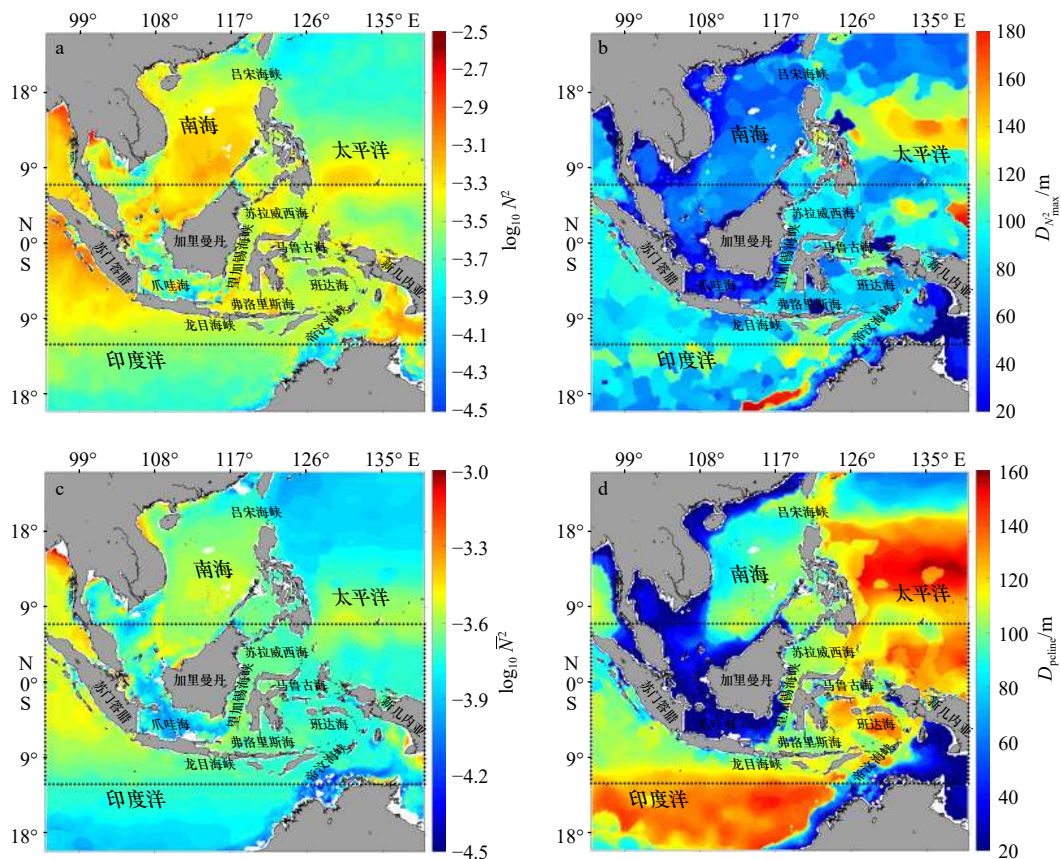 99° 108° 117° 126° 135° E
99° 108° 117° 126° 135° E
a
吕宋海峡
南海
太平洋
苏拉威西海
加里曼丹
望加锡海峡
马鲁古海
苏门答腊
新几内亚
爪哇海
班达海
弗洛里斯海
龙目海峡
帝汶海峡
印度洋
18°
9°
N
0°
S
9°
18°
−2.5
−2.7
−2.9
−3.1
−3.3
−3.5
−3.7
−3.9
−4.1
−4.3
−4.5
log₁₀ N²
b
吕宋海峡
南海
太平洋
苏拉威西海
加里曼丹
望加锡海峡
马鲁古海
苏门答腊
新几内亚
爪哇海
班达海
弗洛里斯海
龙目海峡
帝汶海峡
印度洋
18°
9°
N
0°
S
9°
18°
180
160
140
120
100
80
60
40
20
D_N²max/m
99° 108° 117° 126° 135° E
99° 108° 117° 126° 135° E
c
吕宋海峡
南海
太平洋
苏拉威西海
加里曼丹
望加锡海峡
马鲁古海
苏门答腊
新几内亚
爪哇海
班达海
弗洛里斯海
龙目海峡
帝汶海峡
印度洋
18°
9°
N
0°
S
9°
18°
−3.0
−3.3
−3.6
−3.9
−4.2
−4.5
log₁₀ N̅²
d
吕宋海峡
南海
太平洋
苏拉威西海
加里曼丹
望加锡海峡
马鲁古海
苏门答腊
新几内亚
爪哇海
班达海
弗洛里斯海
龙目海峡
帝汶海峡
印度洋
18°
9°
N
0°
S
9°
18°
160
140
120
100
80
60
40
20
D_pcline/m